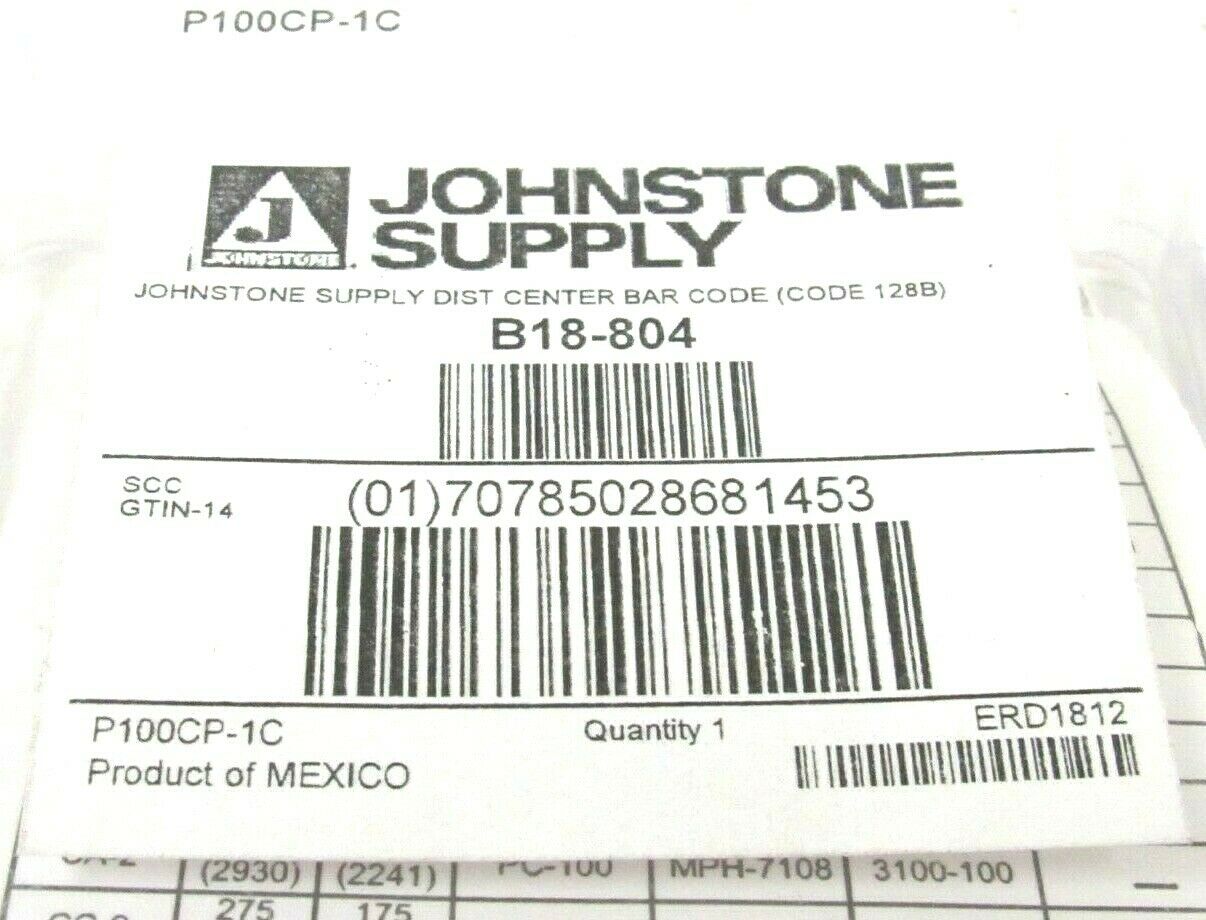 P100CP-1C
J JOHNSTONE
JOHNSTONE
SUPPLY
JOHNSTONE SUPPLY DIST CENTER BAR CODE (CODE 128B)
B18-804
SCC
GTIN-14
(01)70785028681453
P100CP-1C
Quantity 1
ERD1812
Product of MEXICO
(2930) (2241) PC-100 MPH-7108 3100-100 —
275 175